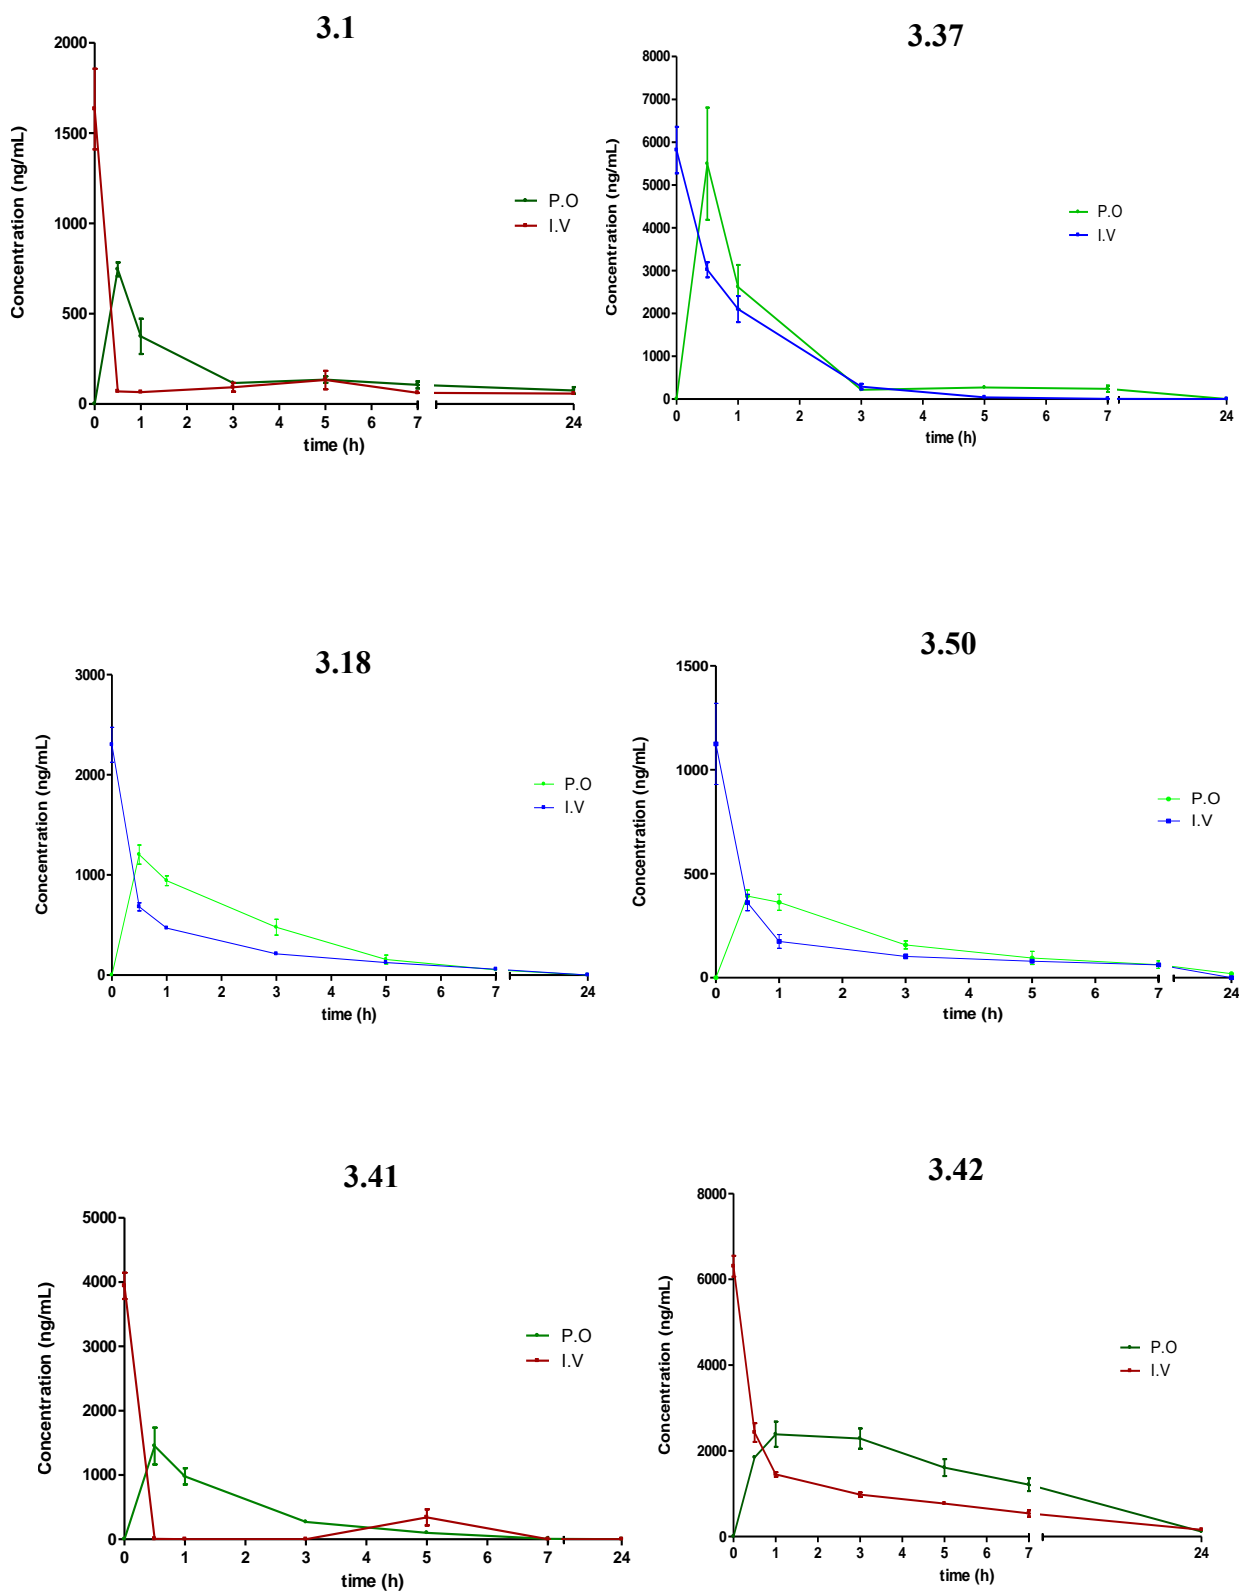 3.1
2000
1500
1000
500
0
Concentration (ng/mL)
P.O
I.V
0 1 2 3 4 5 6 7 24
time (h)
3.37
8000
7000
6000
5000
4000
3000
2000
1000
0
Concentration (ng/mL)
P.O
I.V
0 1 2 3 4 5 6 7 24
time (h)
3.18
3000
2000
1000
0
Concentration (ng/mL)
P.O
I.V
0 1 2 3 4 5 6 7 24
time (h)
3.50
1500
1000
500
0
Concentration (ng/mL)
P.O
I.V
0 1 2 3 4 5 6 7 24
time (h)
3.41
5000
4000
3000
2000
1000
0
Concentration (ng/mL)
P.O
I.V
0 1 2 3 4 5 6 7 24
time (h)
3.42
8000
6000
4000
2000
0
Concentration (ng/mL)
P.O
I.V
0 1 2 3 4 5 6 7 24
time (h)